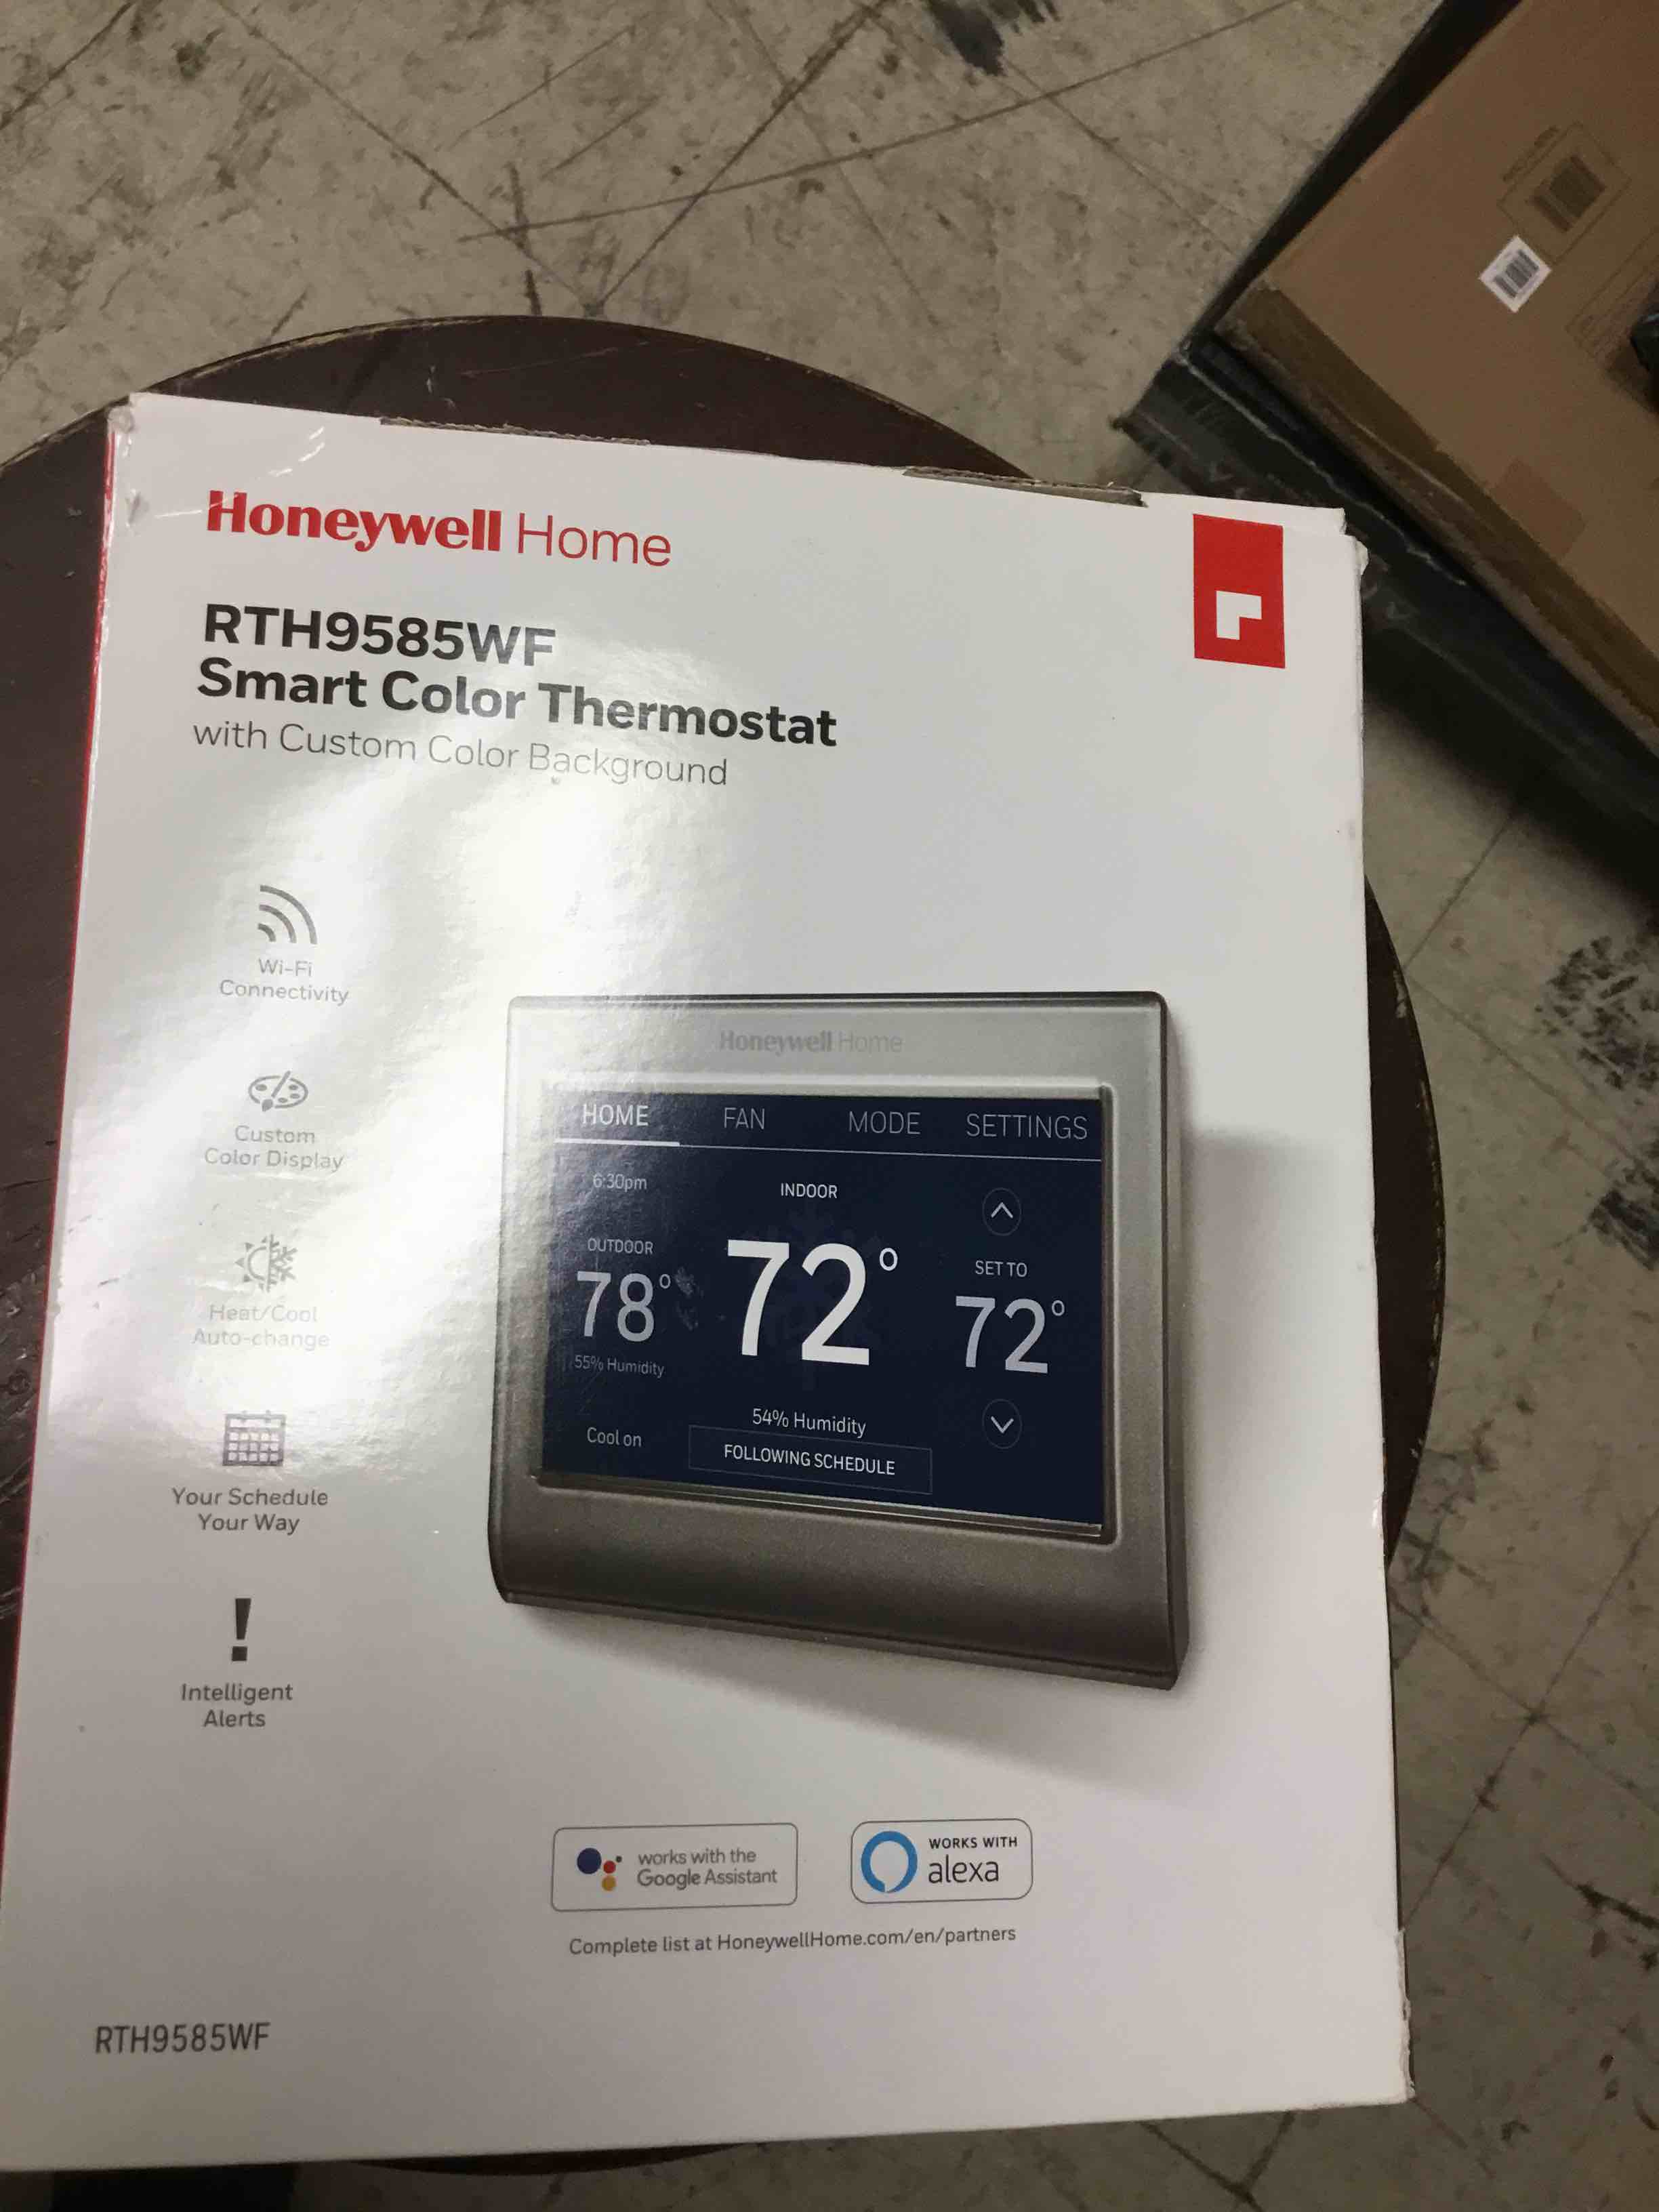 Honeywell Home
RTH9585WF
Smart Color Thermostat
with Custom Color Background
Wi-Fi
Connectivity
Custom
Color Display
Heat/Cool
Auto-change
Your Schedule
Your Way
!
Intelligent
Alerts
Honeywell Home
HOME FAN MODE SETTINGS
6:30pm
INDOOR
OUTDOOR
78°
55% Humidity
72°
SET TO
72°
54% Humidity
Cool on
FOLLOWING SCHEDULE
works with the
Google Assistant
WORKS WITH
alexa
Complete list at HoneywellHome.com/en/partners
RTH9585WF